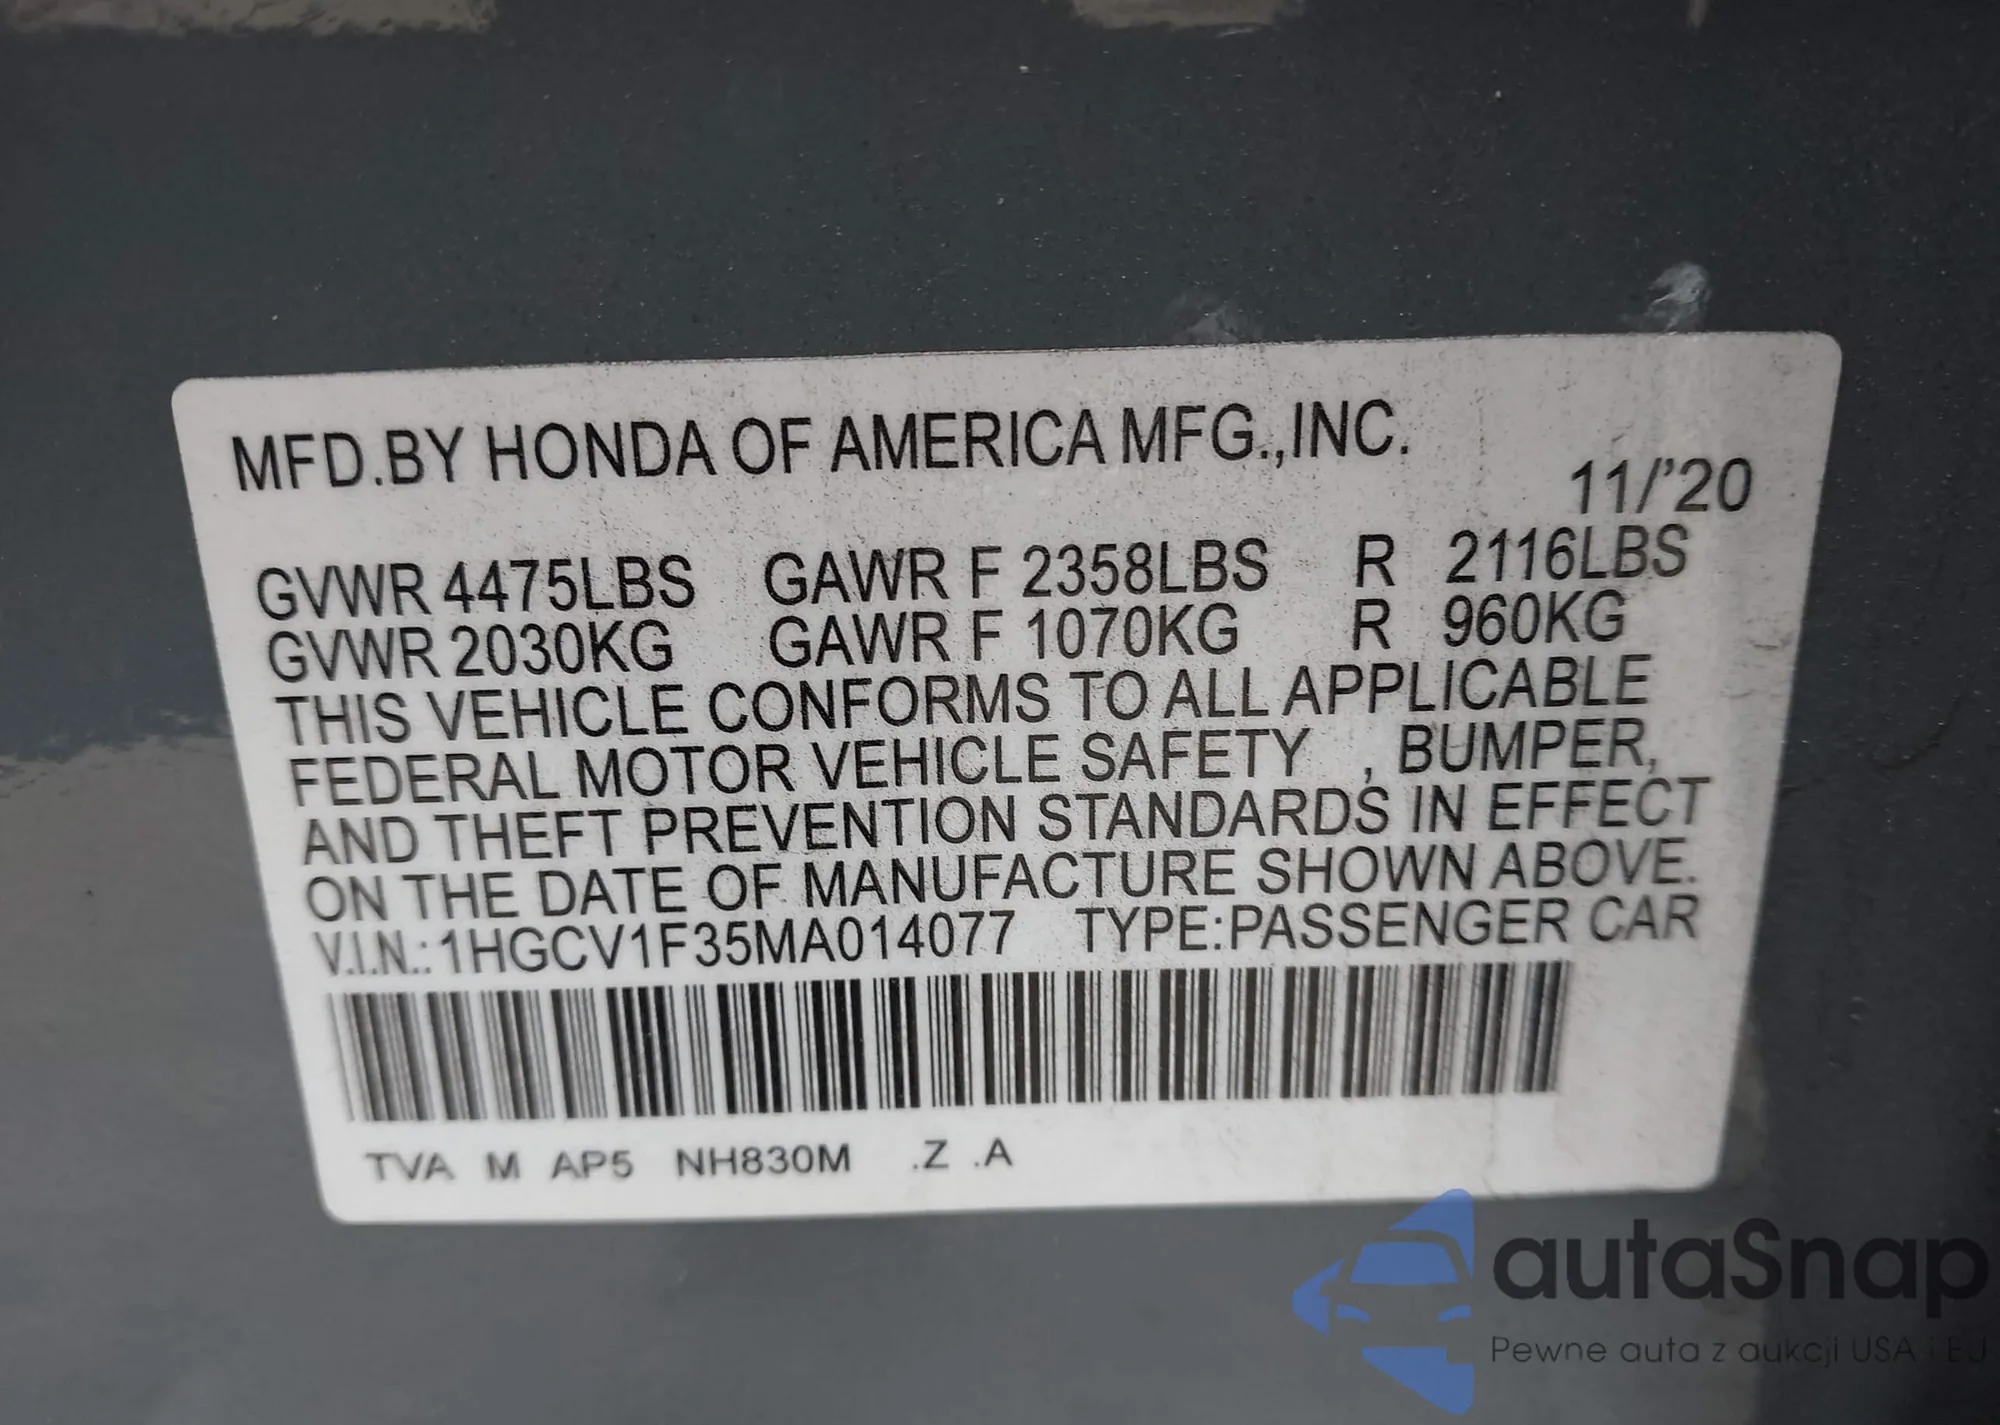 MFD.BY HONDA OF AMERICA MFG.,INC.
11/'20
GVWR 4475LBS GAWR F 2358LBS R 2116LBS
GVWR 2030KG GAWR F 1070KG R 960KG
THIS VEHICLE CONFORMS TO ALL APPLICABLE
FEDERAL MOTOR VEHICLE SAFETY , BUMPER,
AND THEFT PREVENTION STANDARDS IN EFFECT
ON THE DATE OF MANUFACTURE SHOWN ABOVE.
V.I.N.:1HGCV1F35MA014077 TYPE:PASSENGER CAR
TVA M AP5 NH830M .Z .A
autaSnap
Pewne auta z aukcji USA i EU